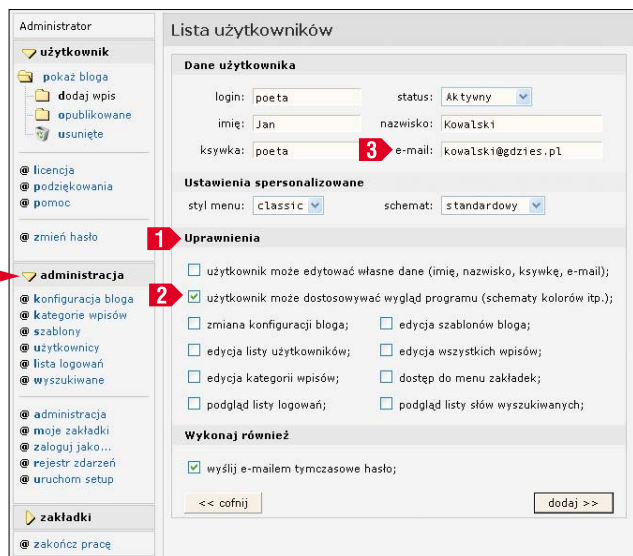 Administrator
użytkownik
pokaż bloga
dodaj wpis
opublikowane
usunięte
@ licencja
@ podziękowania
@ pomoc
@ zmień hasło
administracja
@ konfiguracja bloga
@ kategorie wpisów
@ szablony
@ użytkownicy
@ lista logowań
@ wyszukiwane
@ administracja
@ moje zakładki
@ zaloguj jako...
@ rejestr zdarzeń
@ uruchom setup
zakładki
@ zakończ pracę
Lista użytkowników
Dane użytkownika
login: poeta status: Aktywny
imię: Jan nazwisko: Kowalski
ksywka: poeta 3 e-mail: kowalski@gdzies.pl
Ustawienia spersonalizowane
styl menu: classic schemat: standardowy
1 Uprawnienia
użytkownik może edytować własne dane (imię, nazwisko, ksywkę, e-mail);
2 użytkownik może dostosowywać wygląd programu (schematy kolorów itp.);
zmiana konfiguracji bloga; edycja szablonów bloga;
edycja listy użytkowników; edycja wszystkich wpisów;
edycja kategorii wpisów; dostęp do menu zakładek;
podgląd listy logowań; podgląd listy słów wyszukiwanych;
Wykonaj również
wyślij e-mailem tymczasowe hasło;
<< cofnij dodaj >>